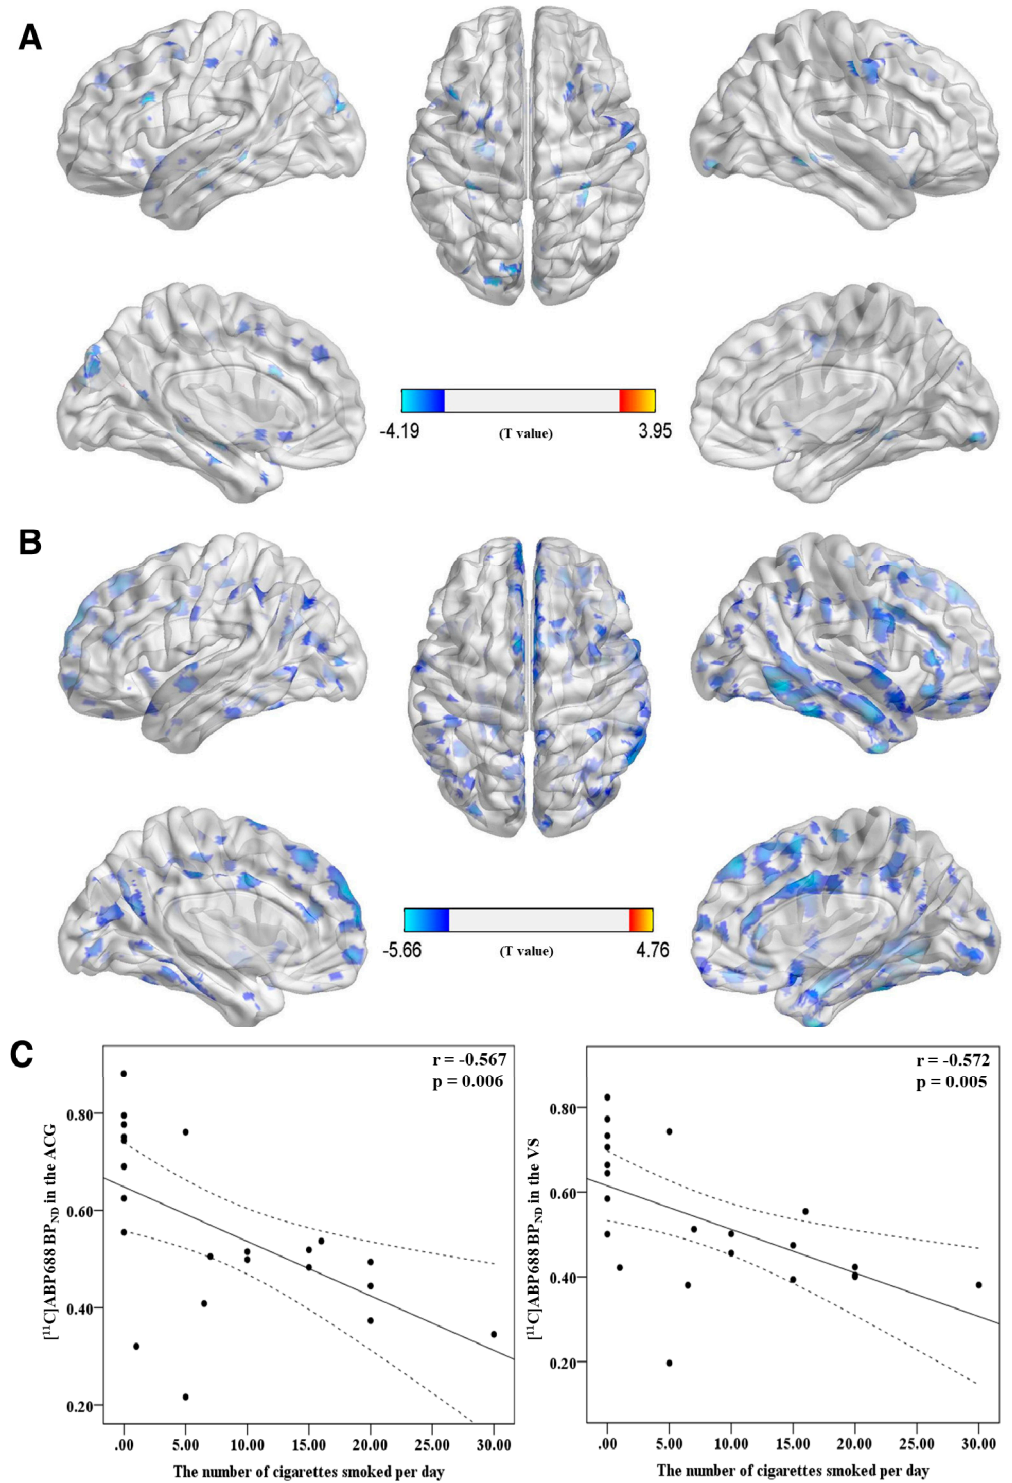 A
-4.19
(T value)
3.95
B
-5.66
(T value)
4.76
C
r = -0.567
p = 0.006
[11C]ABP688 BPND in the ACG
0.80
0.60
0.40
0.20
.00 5.00 10.00 15.00 20.00 25.00 30.00
The number of cigarettes smoked per day
r = -0.572
p = 0.005
[11C]ABP688 BPND in the VS
0.80
0.60
0.40
0.20
.00 5.00 10.00 15.00 20.00 25.00 30.00
The number of cigarettes smoked per day